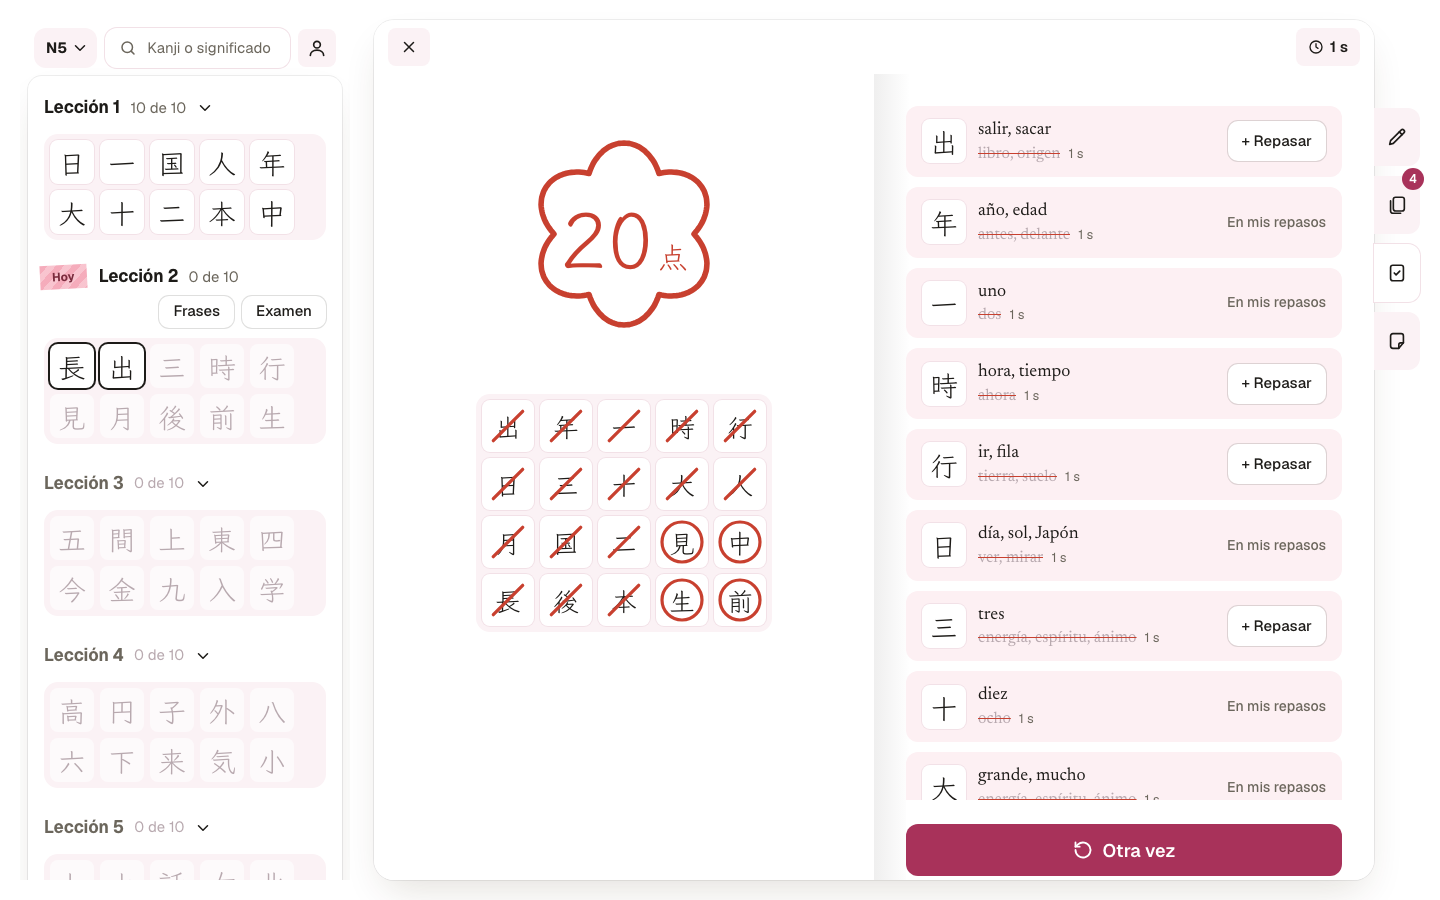 N5
Kanji o significado
Lección 1 10 de 10
日 一 国 人 年
大 十 二 本 中
Hoy Lección 2 0 de 10
Frases Examen
長 出 三 時 行
見 月 後 前 生
Lección 3 0 de 10
五 間 上 東 四
今 金 九 入 学
Lección 4 0 de 10
高 円 子 外 八
六 下 来 気 小
Lección 5 0 de 10
1 s
20点
出 年 一 時 行
日 三 十 大 人
月 国 二 見 中
長 後 本 生 前
出 salir, sacar
libro, origen 1 s
+ Repasar
年 año, edad
antes, delante 1 s
En mis repasos
一 uno
dos 1 s
En mis repasos
時 hora, tiempo
ahora 1 s
+ Repasar
行 ir, fila
tierra, suelo 1 s
+ Repasar
日 día, sol, Japón
ver, mirar 1 s
En mis repasos
三 tres
energía, espíritu, ánimo 1 s
+ Repasar
十 diez
ocho 1 s
En mis repasos
大 grande, mucho
energía, espíritu, ánimo 1 s
En mis repasos
Otra vez
4